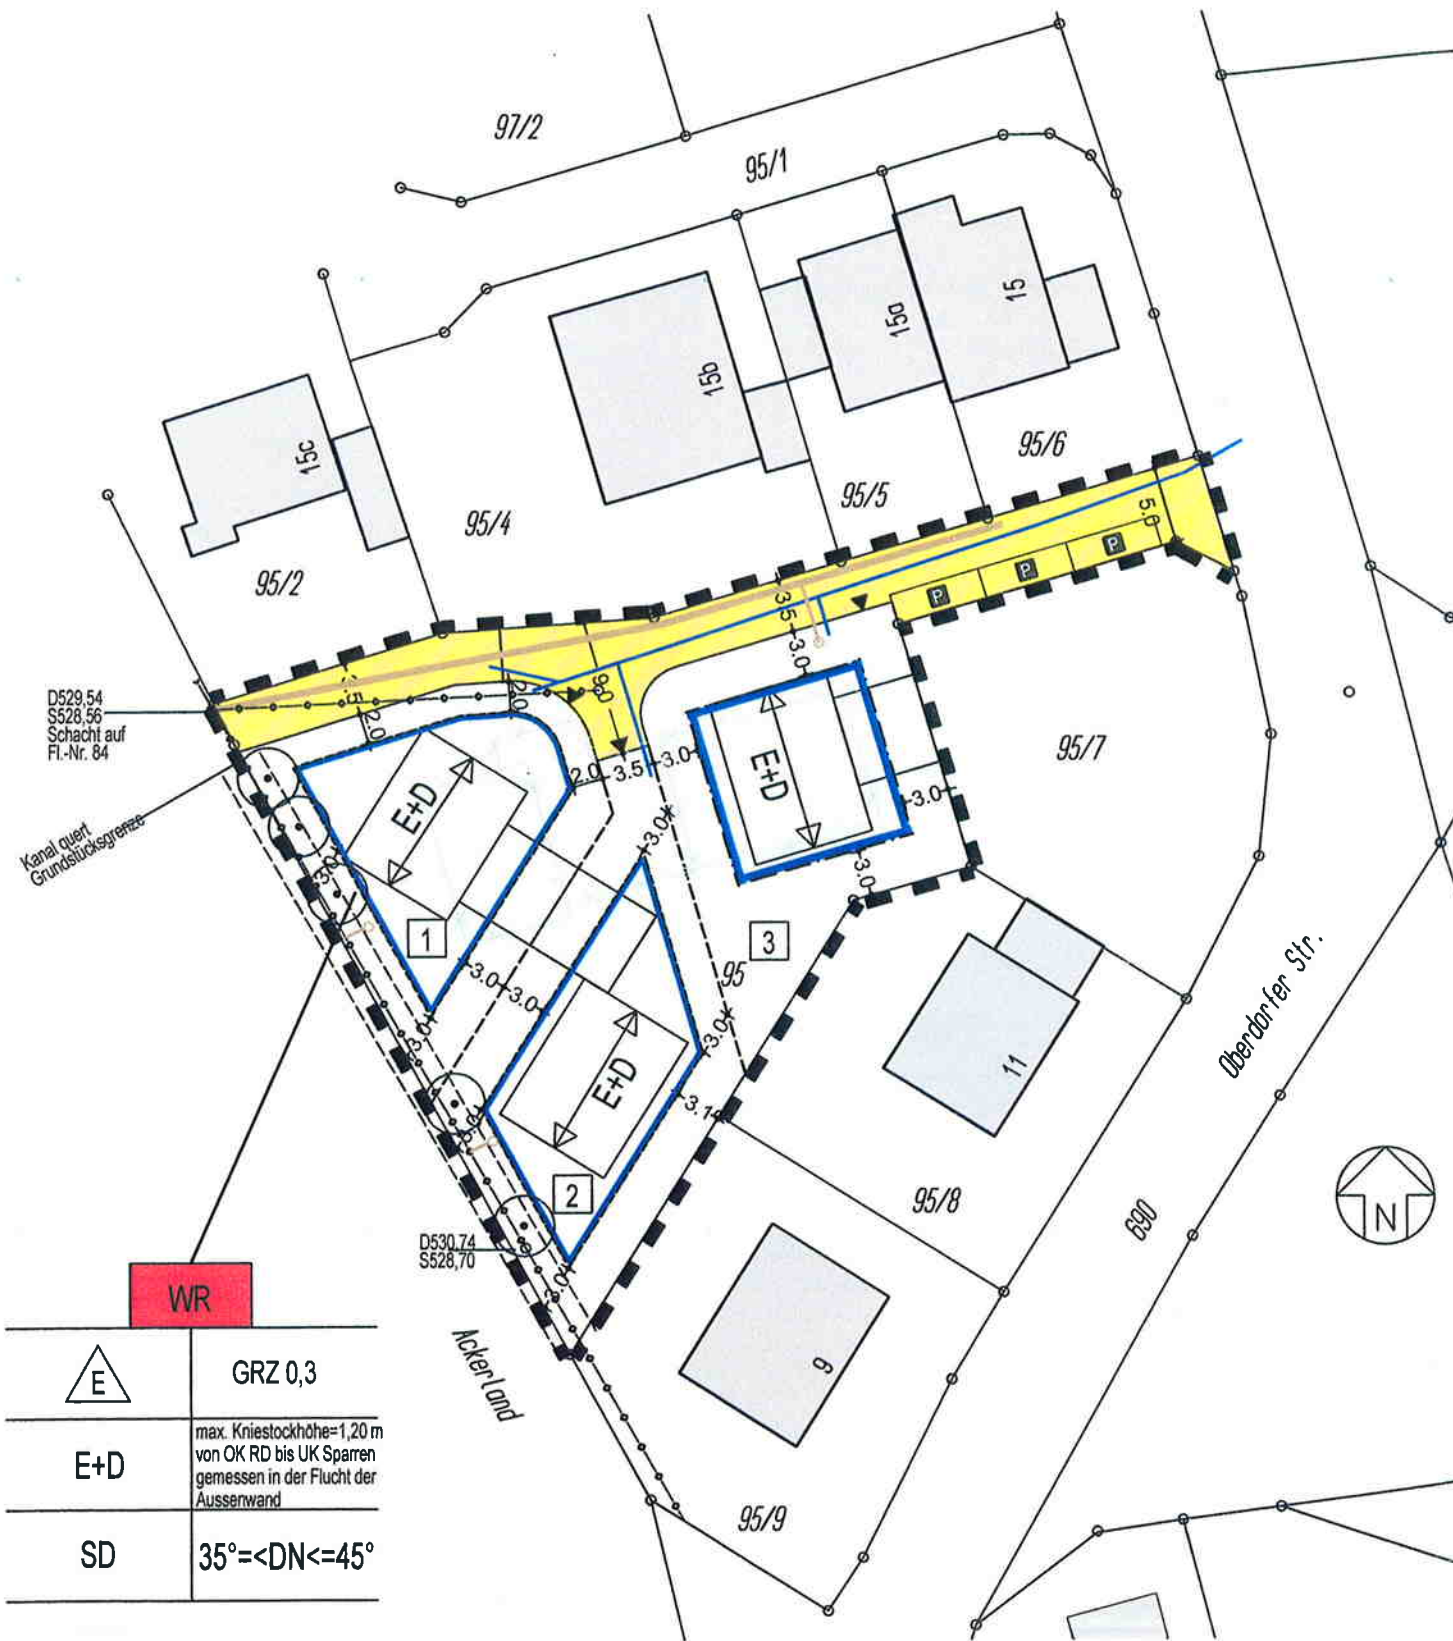 97/2
95/1
15
15a
15b
15c
95/6
95/5
95/4
95/2
5.0
P
P
P
3.5
3.0
9.0
2.0
2.0
D529,54
S528,56
Schacht auf
Fl.-Nr. 84
Kanal quert
Grundstücksgrenze
E+D
2.0
3.5
3.0
E+D
3.0
95/7
3.0
3.0
3.0
1
3
95
3.0
3.0
3.0
3.0
11
Oberdorfer Str.
E+D
3.1
2
95/8
690
N
D530,74
S528,70
3.0
9
Ackerland
95/9
WR
E
GRZ 0,3
E+D
max. Kniestockhöhe=1,20 m
von OK RD bis UK Sparren
gemessen in der Flucht der
Aussenwand
SD
35°=<DN<=45°